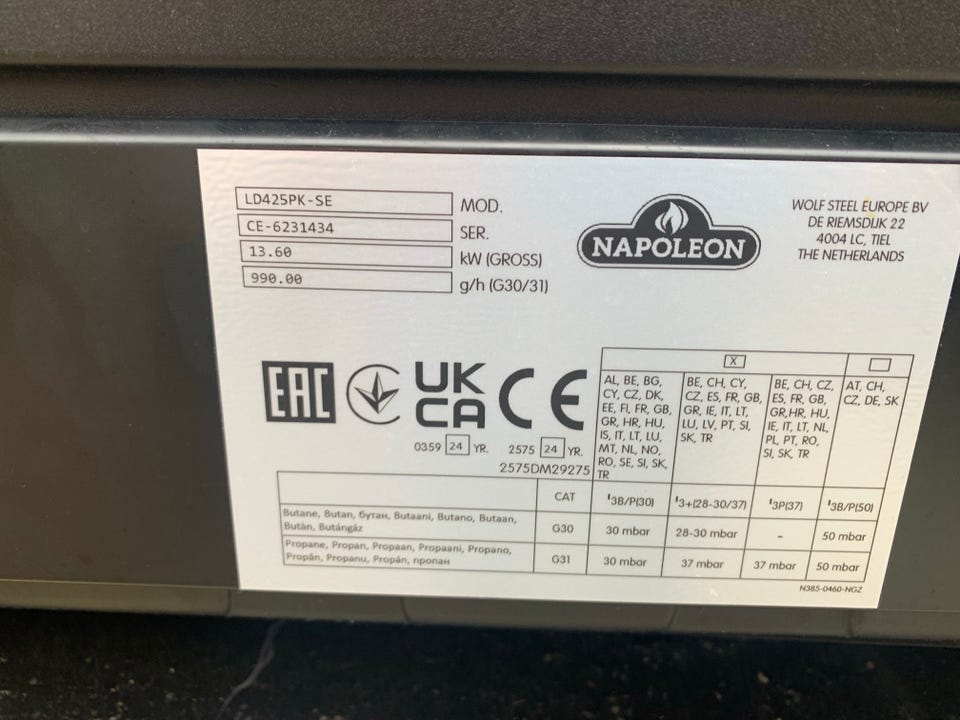 LD425PK-SE MOD.
CE-6231434 SER.
13.60 kW (GROSS)
990.00 g/h (G30/31)
NAPOLEON
WOLF STEEL EUROPE BV
DE RIEMSDIJK 22
4004 LC, TIEL
THE NETHERLANDS
EAC
UK
CA
CE
0359 24 YR. 2575 24 YR.
2575DM29275
X
AL, BE, BG,
CY, CZ, DK,
EE, FI, FR, GB,
GR, HR, HU,
IS, IT, LT, LU,
MT, NL, NO,
RO, SE, SI, SK,
TR
BE, CH, CY,
CZ, ES, FR, GB,
GR, IE, IT, LT,
LU, LV, PT, SI,
SK, TR
BE, CH, CZ,
ES, FR, GB,
GR,HR, HU,
IE, IT, LT, NL,
PL, PT, RO,
SI, SK, TR
AT, CH,
CZ, DE, SK
CAT I3B/P(30) I3+(28-30/37) I3P(37) I3B/P(50)
Butane, Butan, бутан, Butaani, Butano, Butaan,
Butân, Butángáz
G30 30 mbar 28-30 mbar - 50 mbar
Propane, Propan, Propaan, Propaani, Propano,
Propân, Propanu, Propán, пропан
G31 30 mbar 37 mbar 37 mbar 50 mbar
N385-0460-NGZ